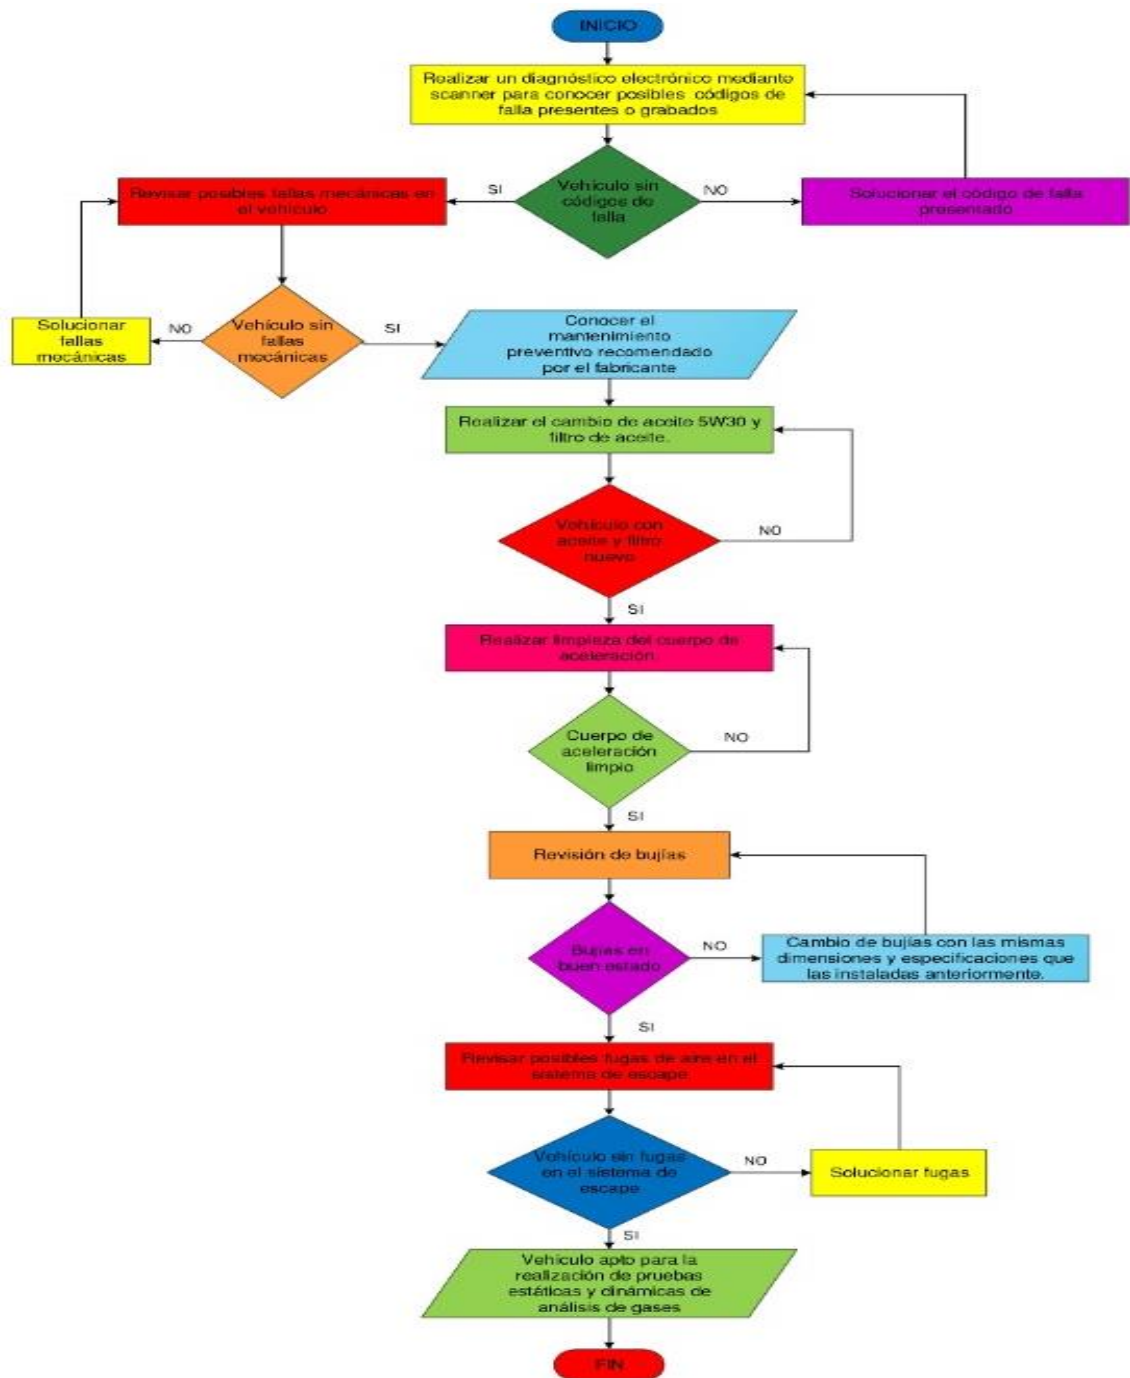 INICIO
Realizar un diagnóstico electrónico mediante
scanner para conocer posibles códigos de
falla presentes o grabados
Vehículo sin
códigos de
falla
SI
NO
Revisar posibles fallas mecánicas en
el vehículo
Solucionar el código de falla
presentado
Vehículo sin
fallas
mecánicas
NO
SI
Solucionar
fallas
mecánicas
Conocer el
mantenimiento
preventivo recomendado
por el fabricante
Realizar el cambio de aceite 5W30 y
filtro de aceite.
Vehículo con
aceite y filtro
nuevo
NO
SI
Realizar limpieza del cuerpo de
aceleración
Cuerpo de
aceleración
limpio
NO
SI
Revisión de bujías
Bujías en
buen estado
NO
Cambio de bujías con las mismas
dimensiones y especificaciones que
las instaladas anteriormente.
SI
Revisar posibles fugas de aire en el
sistema de escape
Vehículo sin fugas
en el sistema de
escape
NO
Solucionar fugas
SI
Vehículo apto para la
realización de pruebas
estáticas y dinámicas de
análisis de gases
FIN